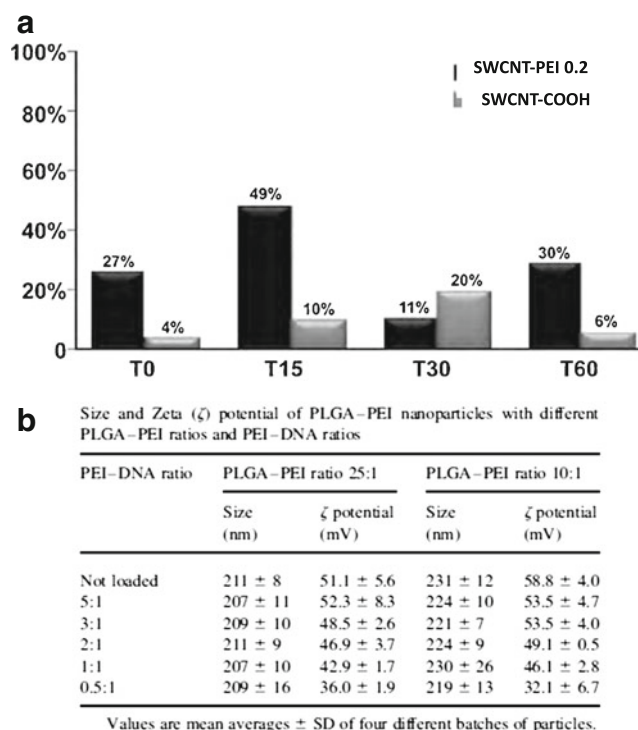 a
100%
80%
60%
40%
20%
0
SWCNT-PEI 0.2
SWCNT-COOH
27%
4%
49%
10%
11%
20%
30%
6%
T0 T15 T30 T60
b
Size and Zeta (ζ) potential of PLGA–PEI nanoparticles with different
PLGA–PEI ratios and PEI–DNA ratios
PEI–DNA ratio PLGA–PEI ratio 25:1 PLGA–PEI ratio 10:1
Size ζ potential Size ζ potential
(nm) (mV) (nm) (mV)
Not loaded 211 ± 8 51.1 ± 5.6 231 ± 12 58.8 ± 4.0
5:1 207 ± 11 52.3 ± 8.3 224 ± 10 53.5 ± 4.7
3:1 209 ± 10 48.5 ± 2.6 221 ± 7 53.5 ± 4.0
2:1 211 ± 9 46.9 ± 3.7 224 ± 9 49.1 ± 0.5
1:1 207 ± 10 42.9 ± 1.7 230 ± 26 46.1 ± 2.8
0.5:1 209 ± 16 36.0 ± 1.9 219 ± 13 32.1 ± 6.7
Values are mean averages ± SD of four different batches of particles.